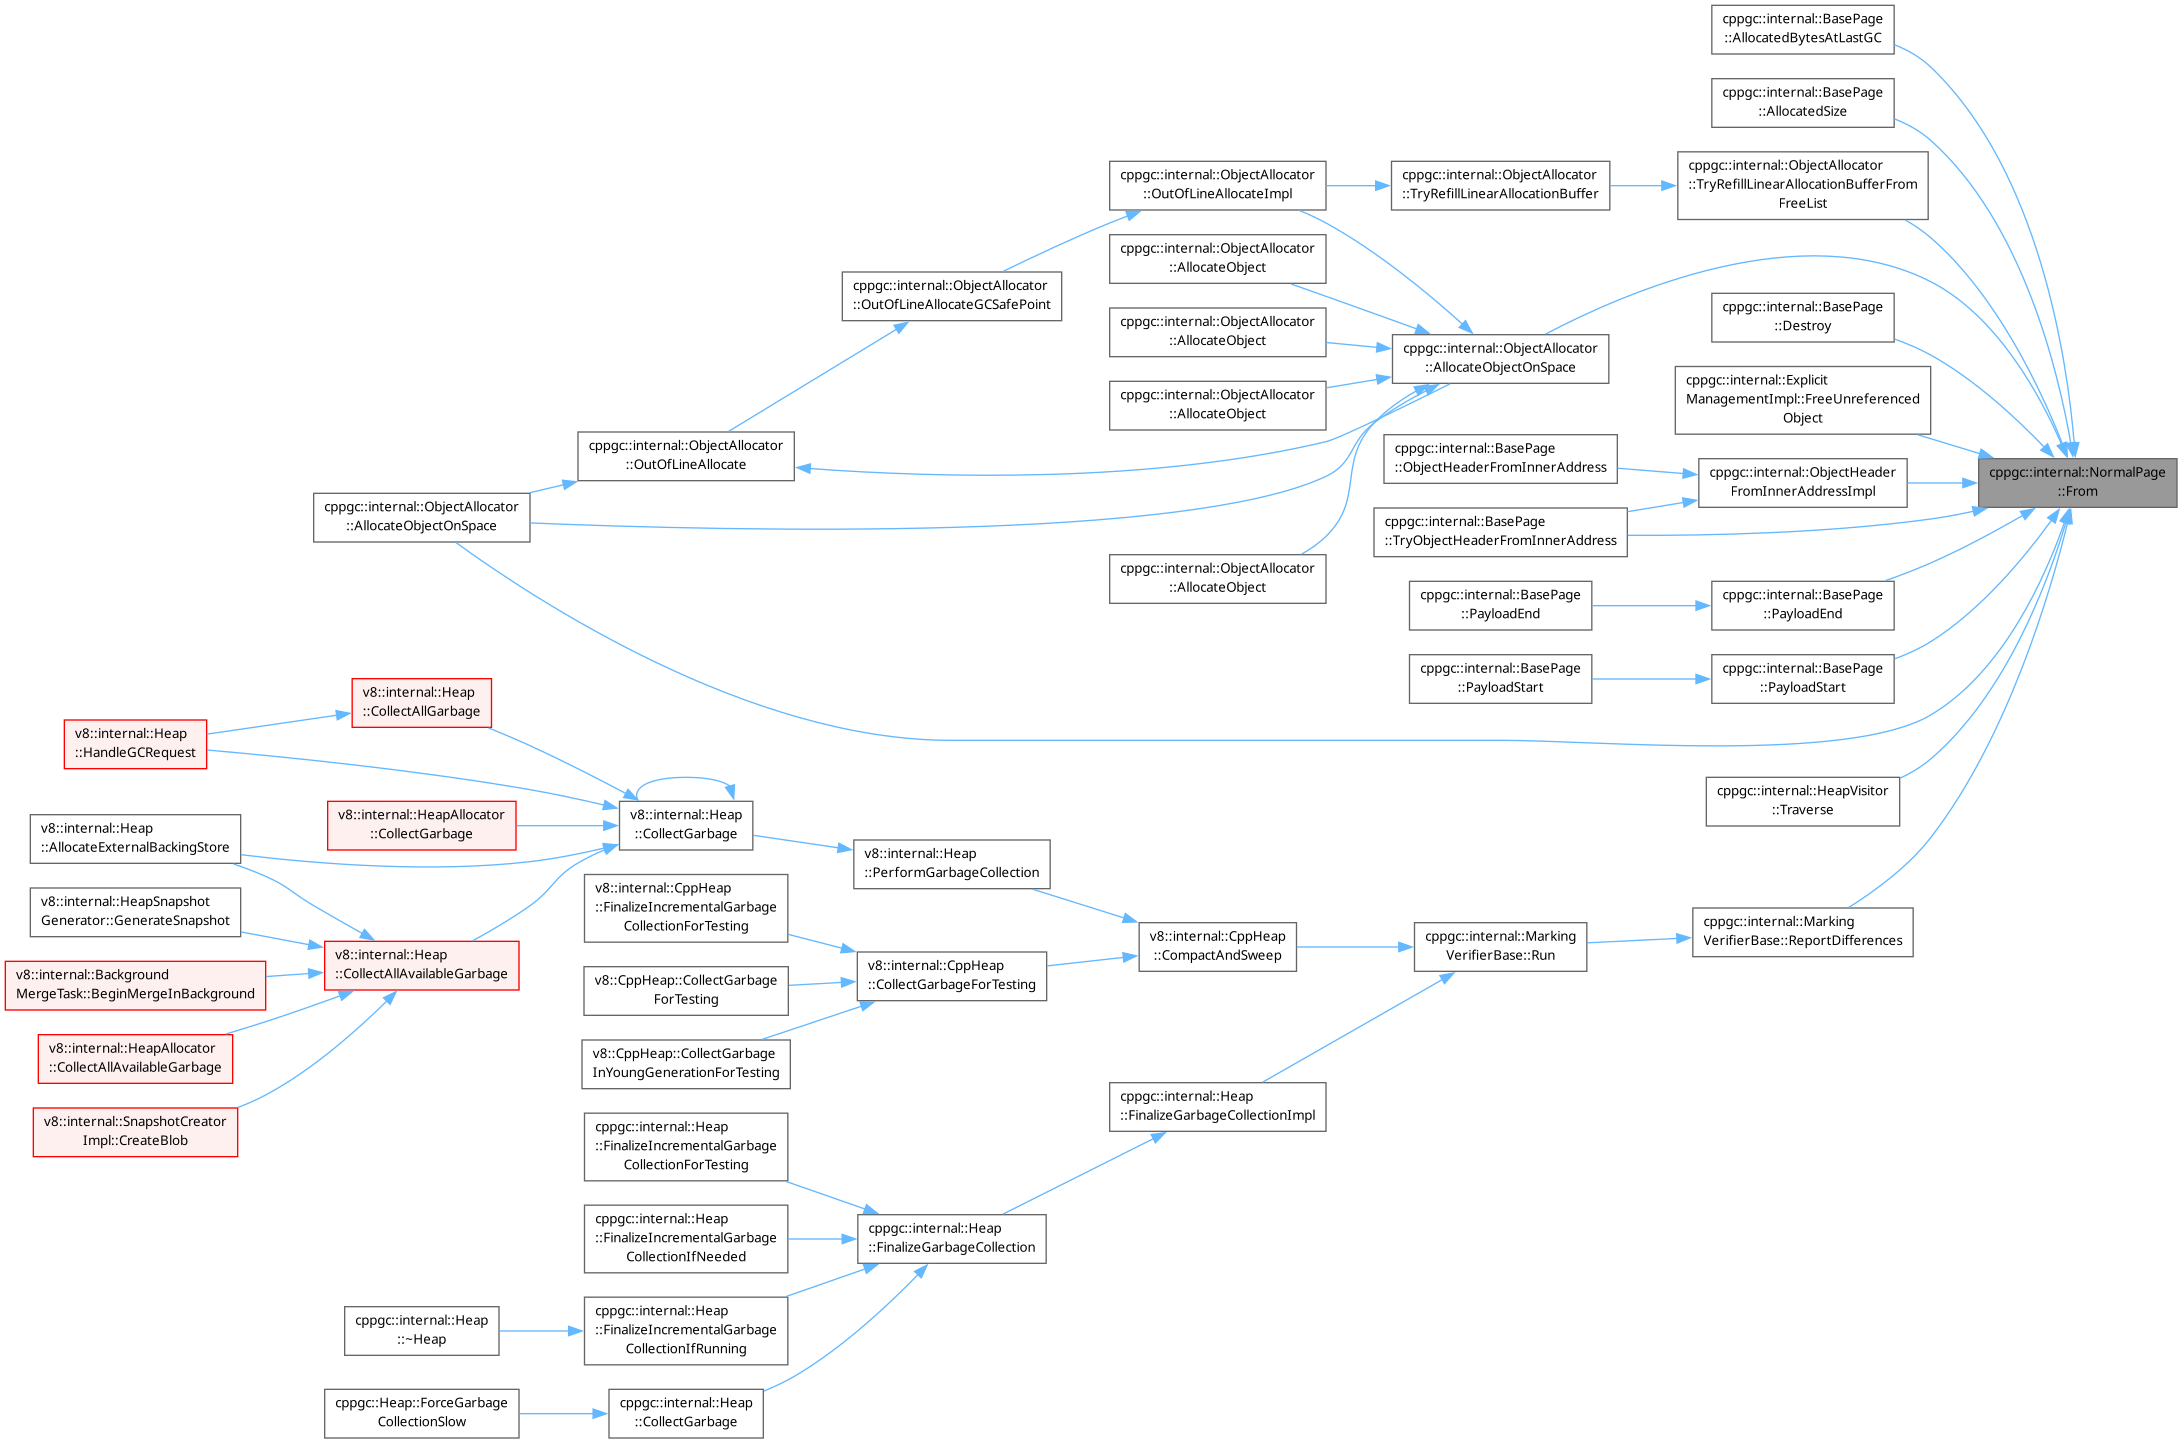 cppgc::internal::BasePage
::AllocatedBytesAtLastGC
cppgc::internal::BasePage
::AllocatedSize
cppgc::internal::ObjectAllocator
::OutOfLineAllocateImpl
cppgc::internal::ObjectAllocator
::TryRefillLinearAllocationBuffer
cppgc::internal::ObjectAllocator
::TryRefillLinearAllocationBufferFrom
FreeList
cppgc::internal::ObjectAllocator
::AllocateObject
cppgc::internal::ObjectAllocator
::OutOfLineAllocateGCSafePoint
cppgc::internal::BasePage
::Destroy
cppgc::internal::ObjectAllocator
::AllocateObject
cppgc::internal::ObjectAllocator
::AllocateObjectOnSpace
cppgc::internal::Explicit
ManagementImpl::FreeUnreferenced
Object
cppgc::internal::ObjectAllocator
::AllocateObject
cppgc::internal::ObjectAllocator
::OutOfLineAllocate
cppgc::internal::BasePage
::ObjectHeaderFromInnerAddress
cppgc::internal::ObjectHeader
FromInnerAddressImpl
cppgc::internal::NormalPage
::From
cppgc::internal::ObjectAllocator
::AllocateObjectOnSpace
cppgc::internal::BasePage
::TryObjectHeaderFromInnerAddress
cppgc::internal::ObjectAllocator
::AllocateObject
cppgc::internal::BasePage
::PayloadEnd
cppgc::internal::BasePage
::PayloadEnd
cppgc::internal::BasePage
::PayloadStart
cppgc::internal::BasePage
::PayloadStart
v8::internal::Heap
::CollectAllGarbage
v8::internal::Heap
::HandleGCRequest
cppgc::internal::HeapVisitor
::Traverse
v8::internal::HeapAllocator
::CollectGarbage
v8::internal::Heap
::CollectGarbage
v8::internal::Heap
::AllocateExternalBackingStore
v8::internal::Heap
::PerformGarbageCollection
v8::internal::CppHeap
::FinalizeIncrementalGarbage
CollectionForTesting
v8::internal::HeapSnapshot
Generator::GenerateSnapshot
cppgc::internal::Marking
VerifierBase::ReportDifferences
cppgc::internal::Marking
VerifierBase::Run
v8::internal::CppHeap
::CompactAndSweep
v8::internal::Heap
::CollectAllAvailableGarbage
v8::internal::CppHeap
::CollectGarbageForTesting
v8::internal::Background
MergeTask::BeginMergeInBackground
v8::CppHeap::CollectGarbage
ForTesting
v8::internal::HeapAllocator
::CollectAllAvailableGarbage
v8::CppHeap::CollectGarbage
InYoungGenerationForTesting
cppgc::internal::Heap
::FinalizeGarbageCollectionImpl
v8::internal::SnapshotCreator
Impl::CreateBlob
cppgc::internal::Heap
::FinalizeIncrementalGarbage
CollectionForTesting
cppgc::internal::Heap
::FinalizeIncrementalGarbage
CollectionIfNeeded
cppgc::internal::Heap
::FinalizeGarbageCollection
cppgc::internal::Heap
::~Heap
cppgc::internal::Heap
::FinalizeIncrementalGarbage
CollectionIfRunning
cppgc::Heap::ForceGarbage
CollectionSlow
cppgc::internal::Heap
::CollectGarbage